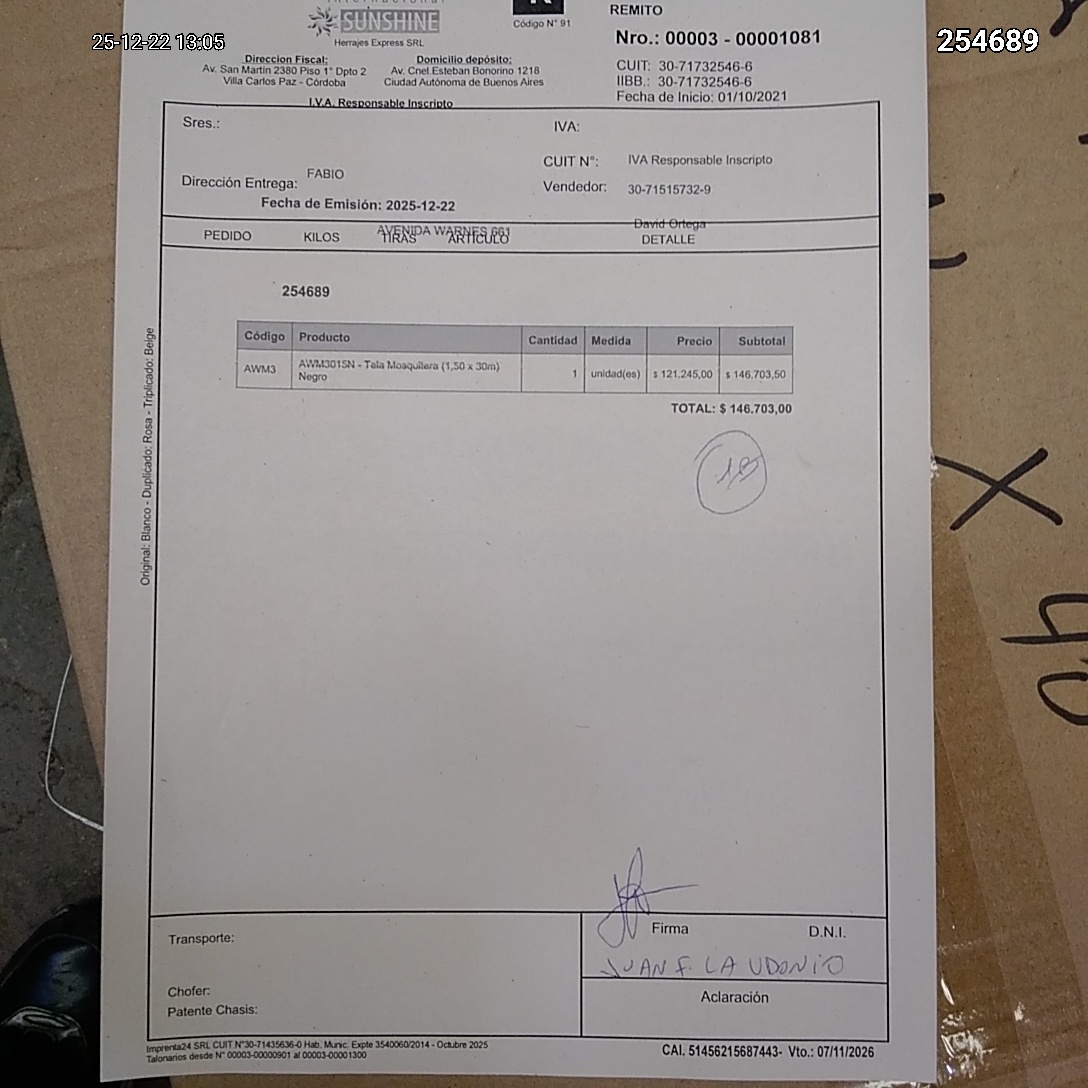 25-12-22 13:05
254689
SUNSHINE
Herrajes Express SRL
Código N° 91
REMITO
Nro.: 00003 - 00001081
Direccion Fiscal:
Av. San Martín 2380 Piso 1° Dpto 2
Villa Carlos Paz - Córdoba
Domicilio depósito:
Av. Cnel.Esteban Bonorino 1218
Ciudad Autónoma de Buenos Aires
CUIT: 30-71732546-6
IIBB.: 30-71732546-6
Fecha de Inicio: 01/10/2021
I.V.A. Responsable Inscripto
Sres.:
IVA:
CUIT N°: IVA Responsable Inscripto
Dirección Entrega: FABIO
Vendedor: 30-71515732-9
Fecha de Emisión: 2025-12-22
AVENIDA WARNES 661
David Ortega
PEDIDO KILOS TIRAS ARTICULO DETALLE
254689
Código Producto Cantidad Medida Precio Subtotal
AWM3 AWM3015N - Tela Mosquitera (1,50 x 30m) Negro 1 unidad(es) $ 121.245,00 $ 146.703,50
TOTAL: $ 146.703,00
Original: Blanco - Duplicado: Rosa - Triplicado: Beige
X
Transporte:
Chofer:
Patente Chasis:
Firma
D.N.I.
JUAN F. LAUDONIO
Aclaración
Imprenta24 SRL CUIT N°30-71435636-0 Hab. Munic. Expte 3540060/2014 - Octubre 2025
Talonarios desde N° 00003-00000901 al 00003-00001300
CAI. 51456215687443- Vto.: 07/11/2026